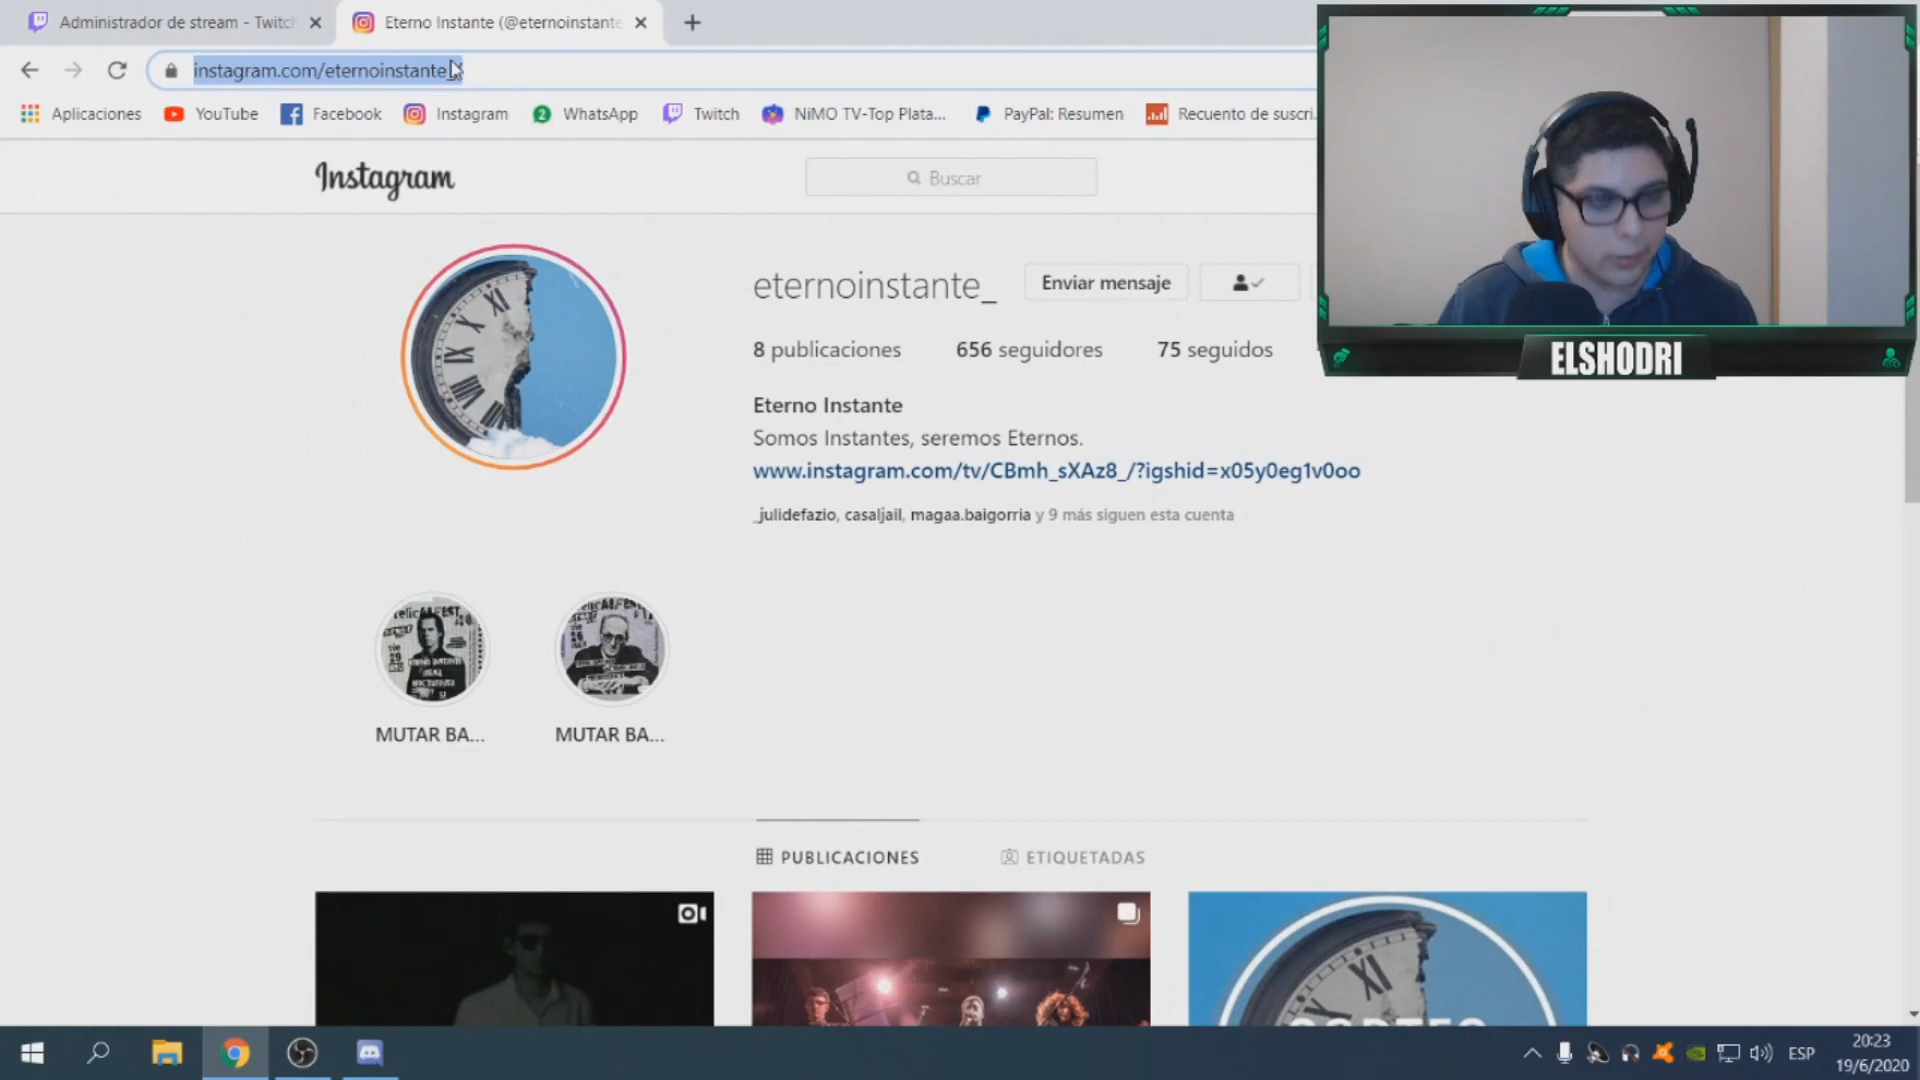 Administrador de stream - Twitch
Eterno Instante (@eternoinstante
instagram.com/eternoinstante_
Aplicaciones
YouTube
Facebook
Instagram
2
WhatsApp
Twitch
NiMO TV-Top Plata...
PayPal: Resumen
Recuento de suscri.
Instagram
Buscar
ELSHODRI
eternoinstante_
Enviar mensaje
8 publicaciones
656 seguidores
75 seguidos
Eterno Instante
Somos Instantes, seremos Eternos.
www.instagram.com/tv/CBmh_sXAz8_/?igshid=x05y0eg1v0oo
_julidefazio, casaljail, magaa.baigorria y 9 más siguen esta cuenta
MUTAR BA...
MUTAR BA...
PUBLICACIONES
ETIQUETADAS
ESP
20:23
19/6/2020